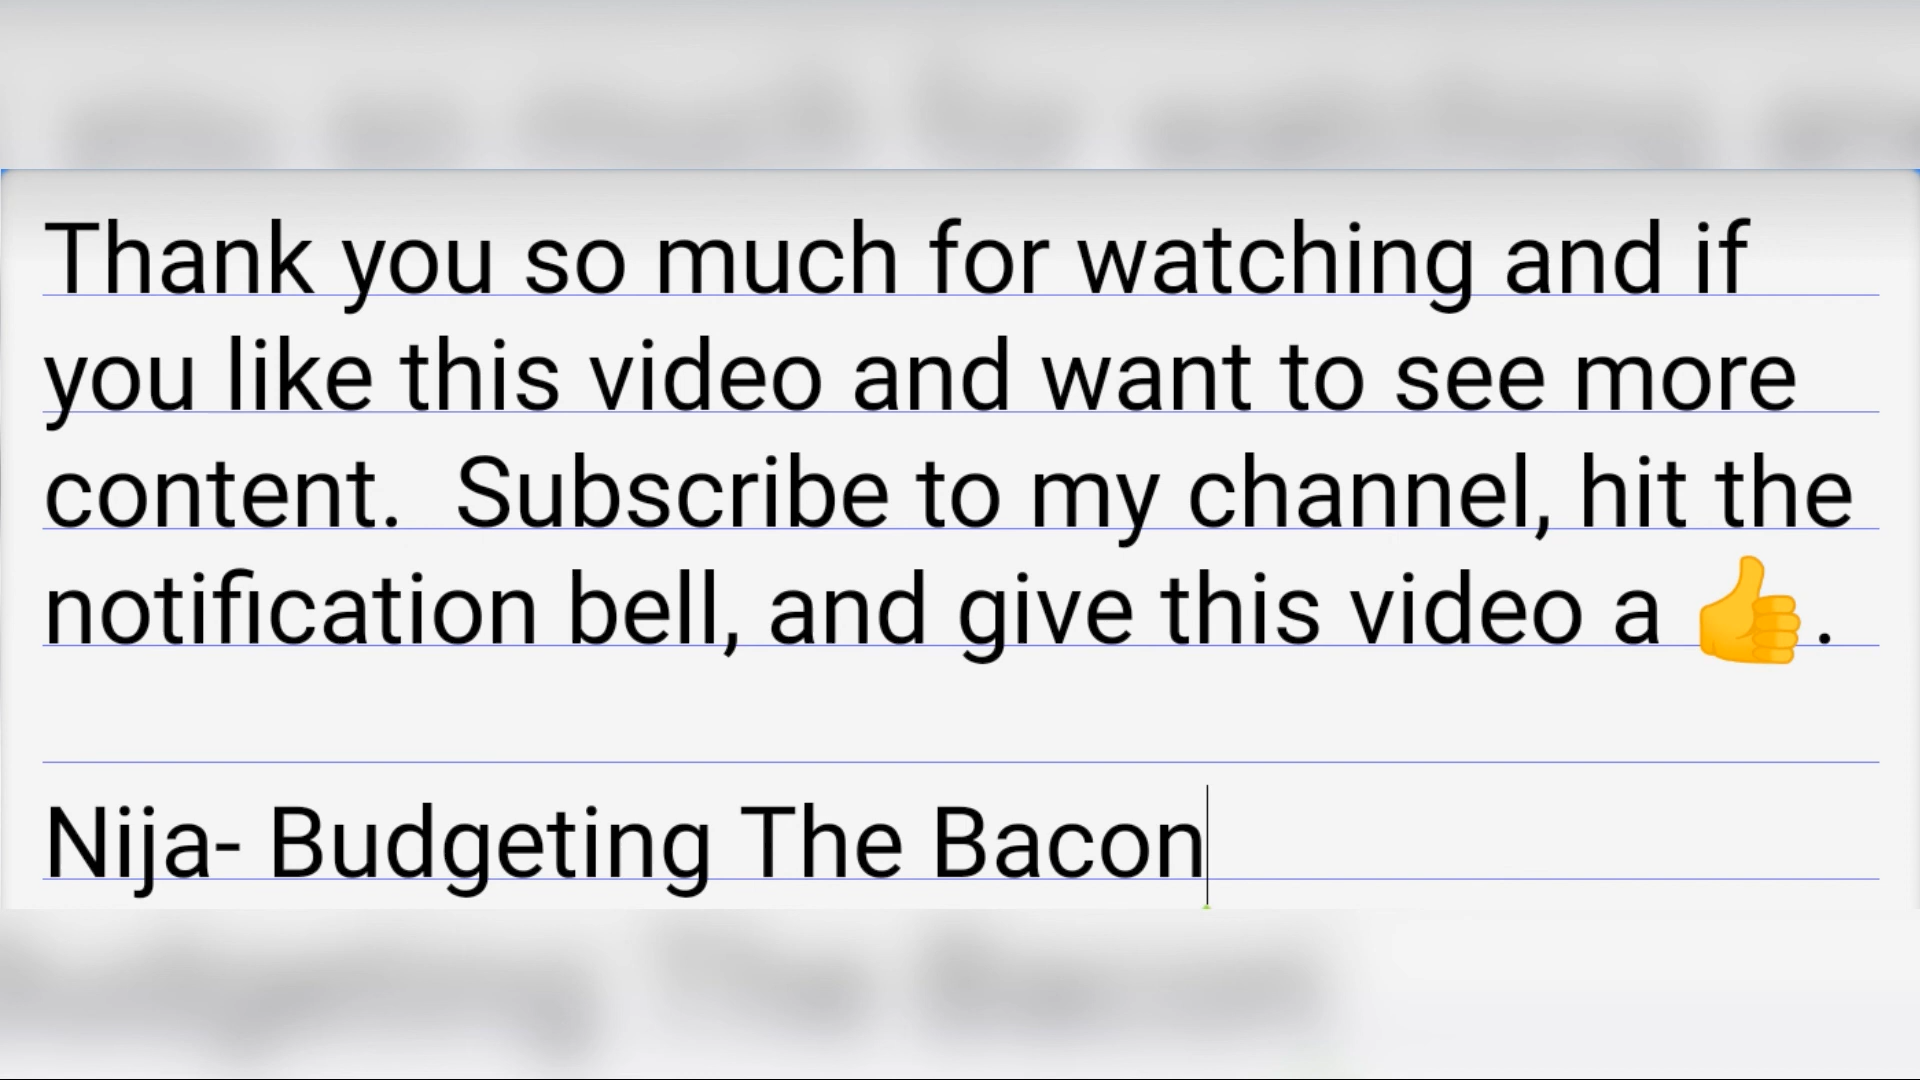 Thank you so much for watching and if
you like this video and want to see more
content.  Subscribe to my channel, hit the
notification bell, and give this video a 👍.
Nija- Budgeting The Bacon